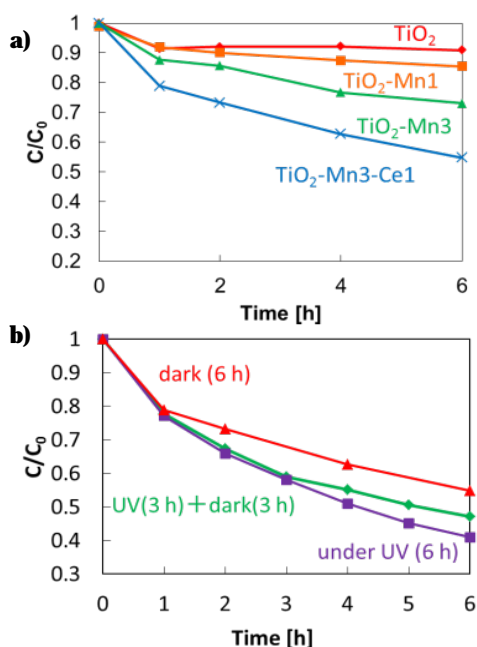 a)
C/C₀
1
0.9
0.8
0.7
0.6
0.5
0.4
0.3
0.2
TiO₂
TiO₂-Mn1
TiO₂-Mn3
TiO₂-Mn3-Ce1
0 2 4 6
Time [h]
b)
C/C₀
1
0.9
0.8
0.7
0.6
0.5
0.4
0.3
dark (6 h)
UV(3 h)+dark(3 h)
under UV (6 h)
0 1 2 3 4 5 6
Time [h]